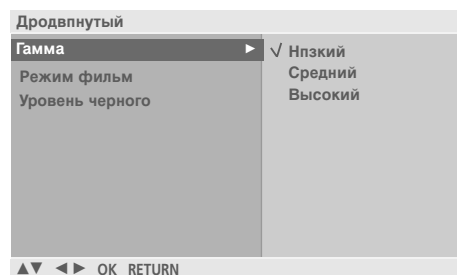 Дродвпнутый
Гамма ►
Режим фильм
Уровень черного
√ Нпзкий
Средний
Высокий
▲▼ ◄► OK RETURN